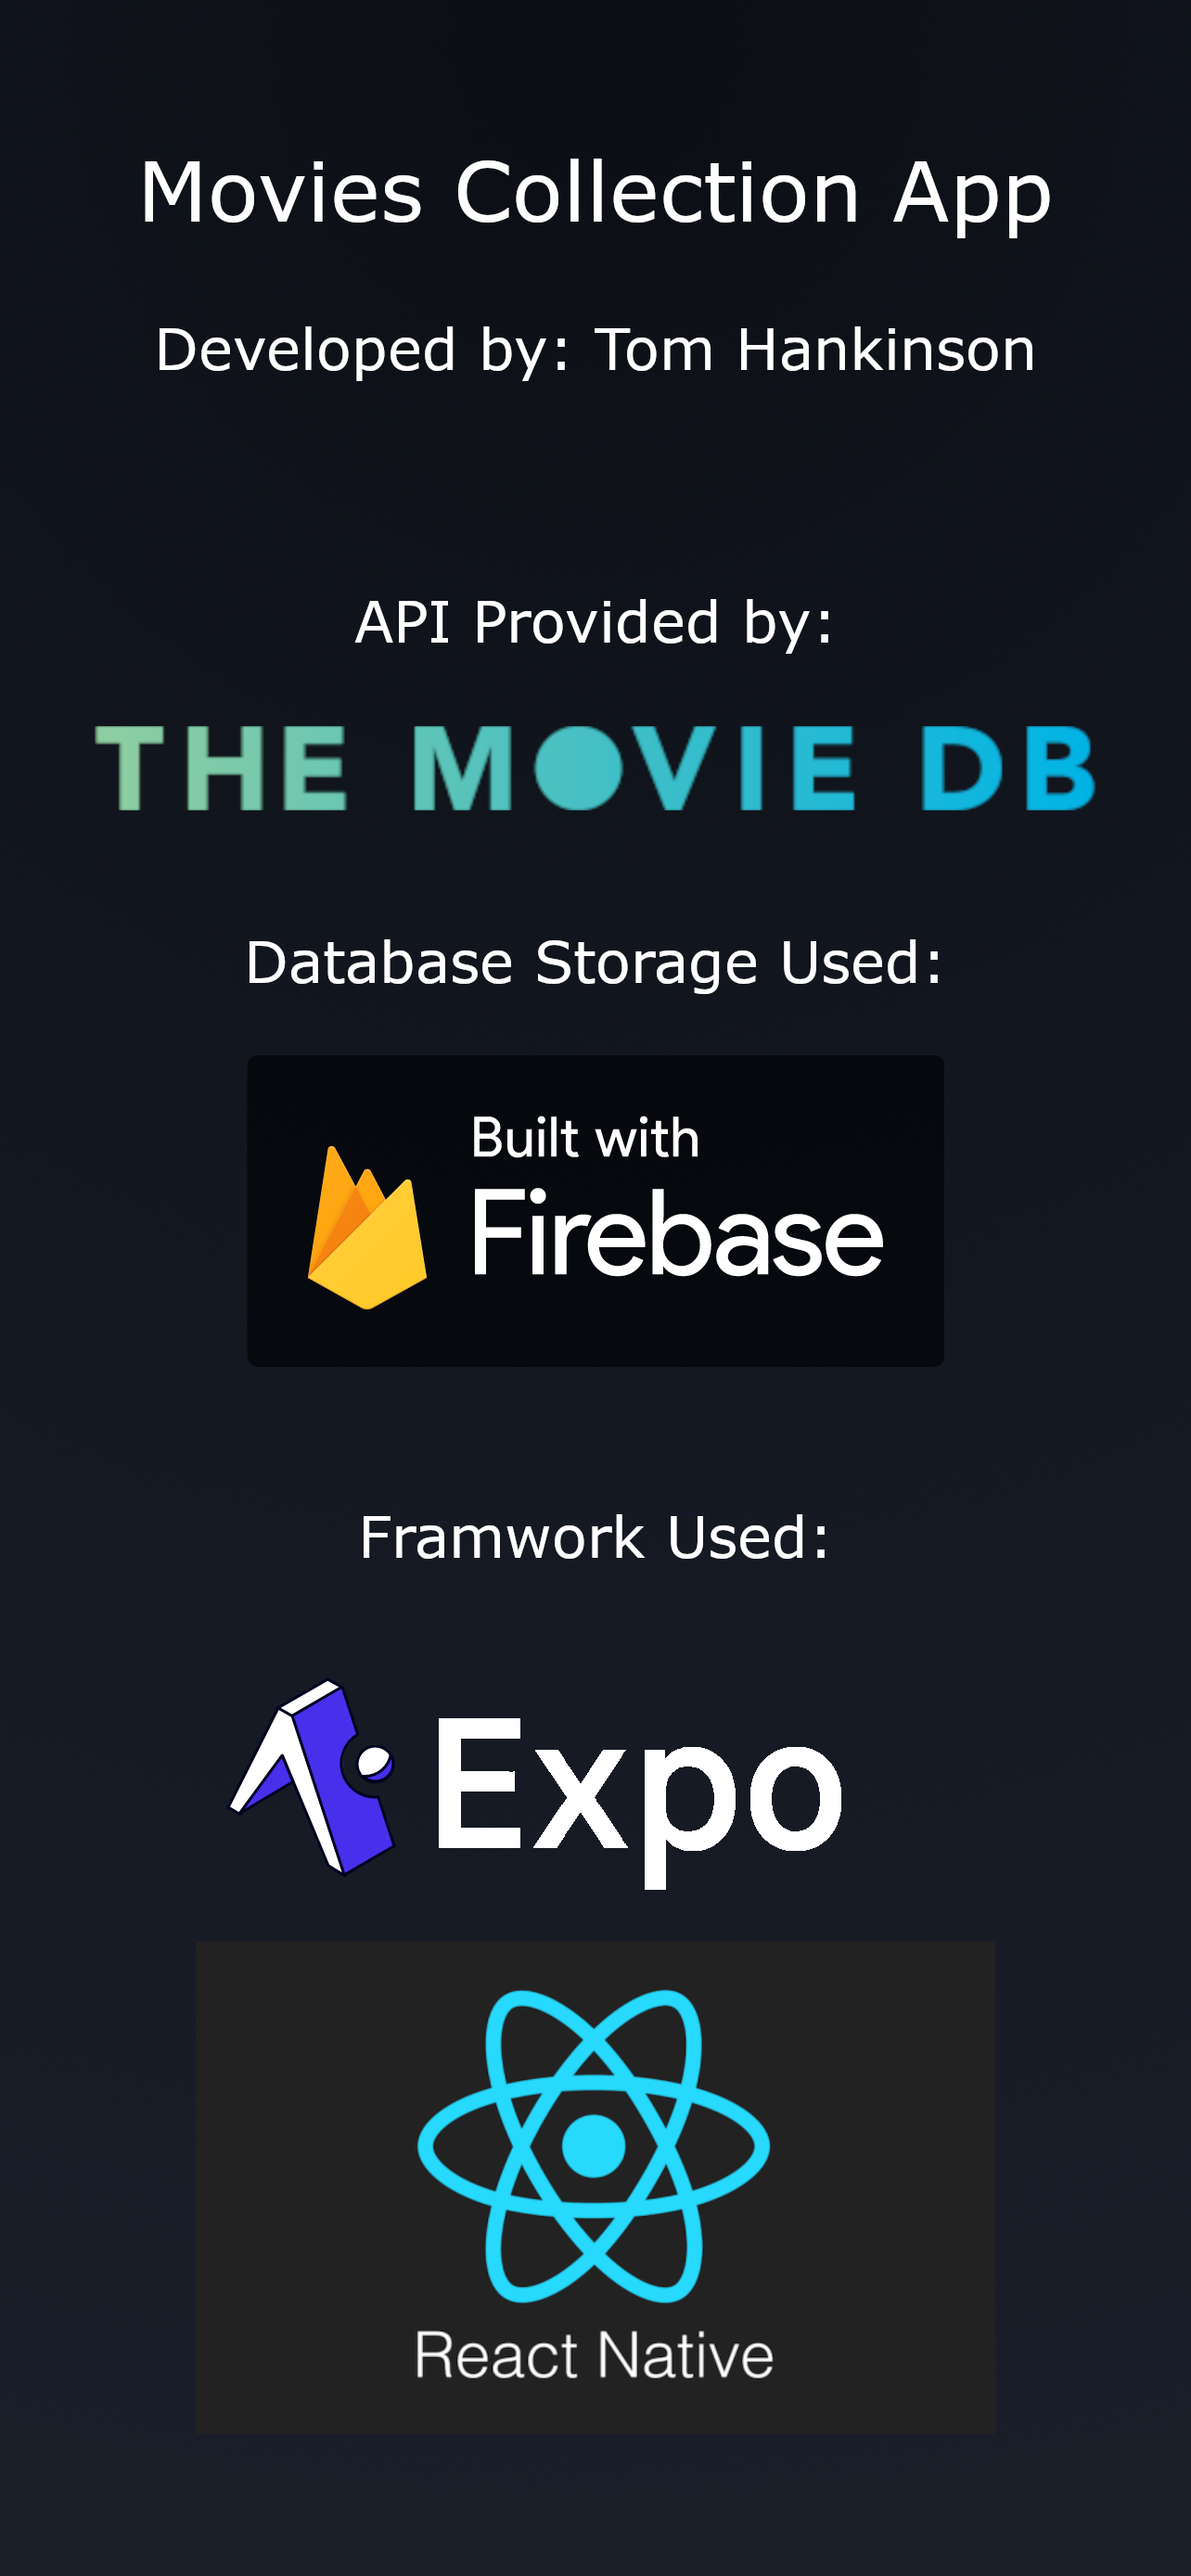 Movies Collection App
Developed by: Tom Hankinson
API Provided by:
THE MOVIE DB
Database Storage Used:
Built with
Firebase
Framwork Used:
Expo
React Native